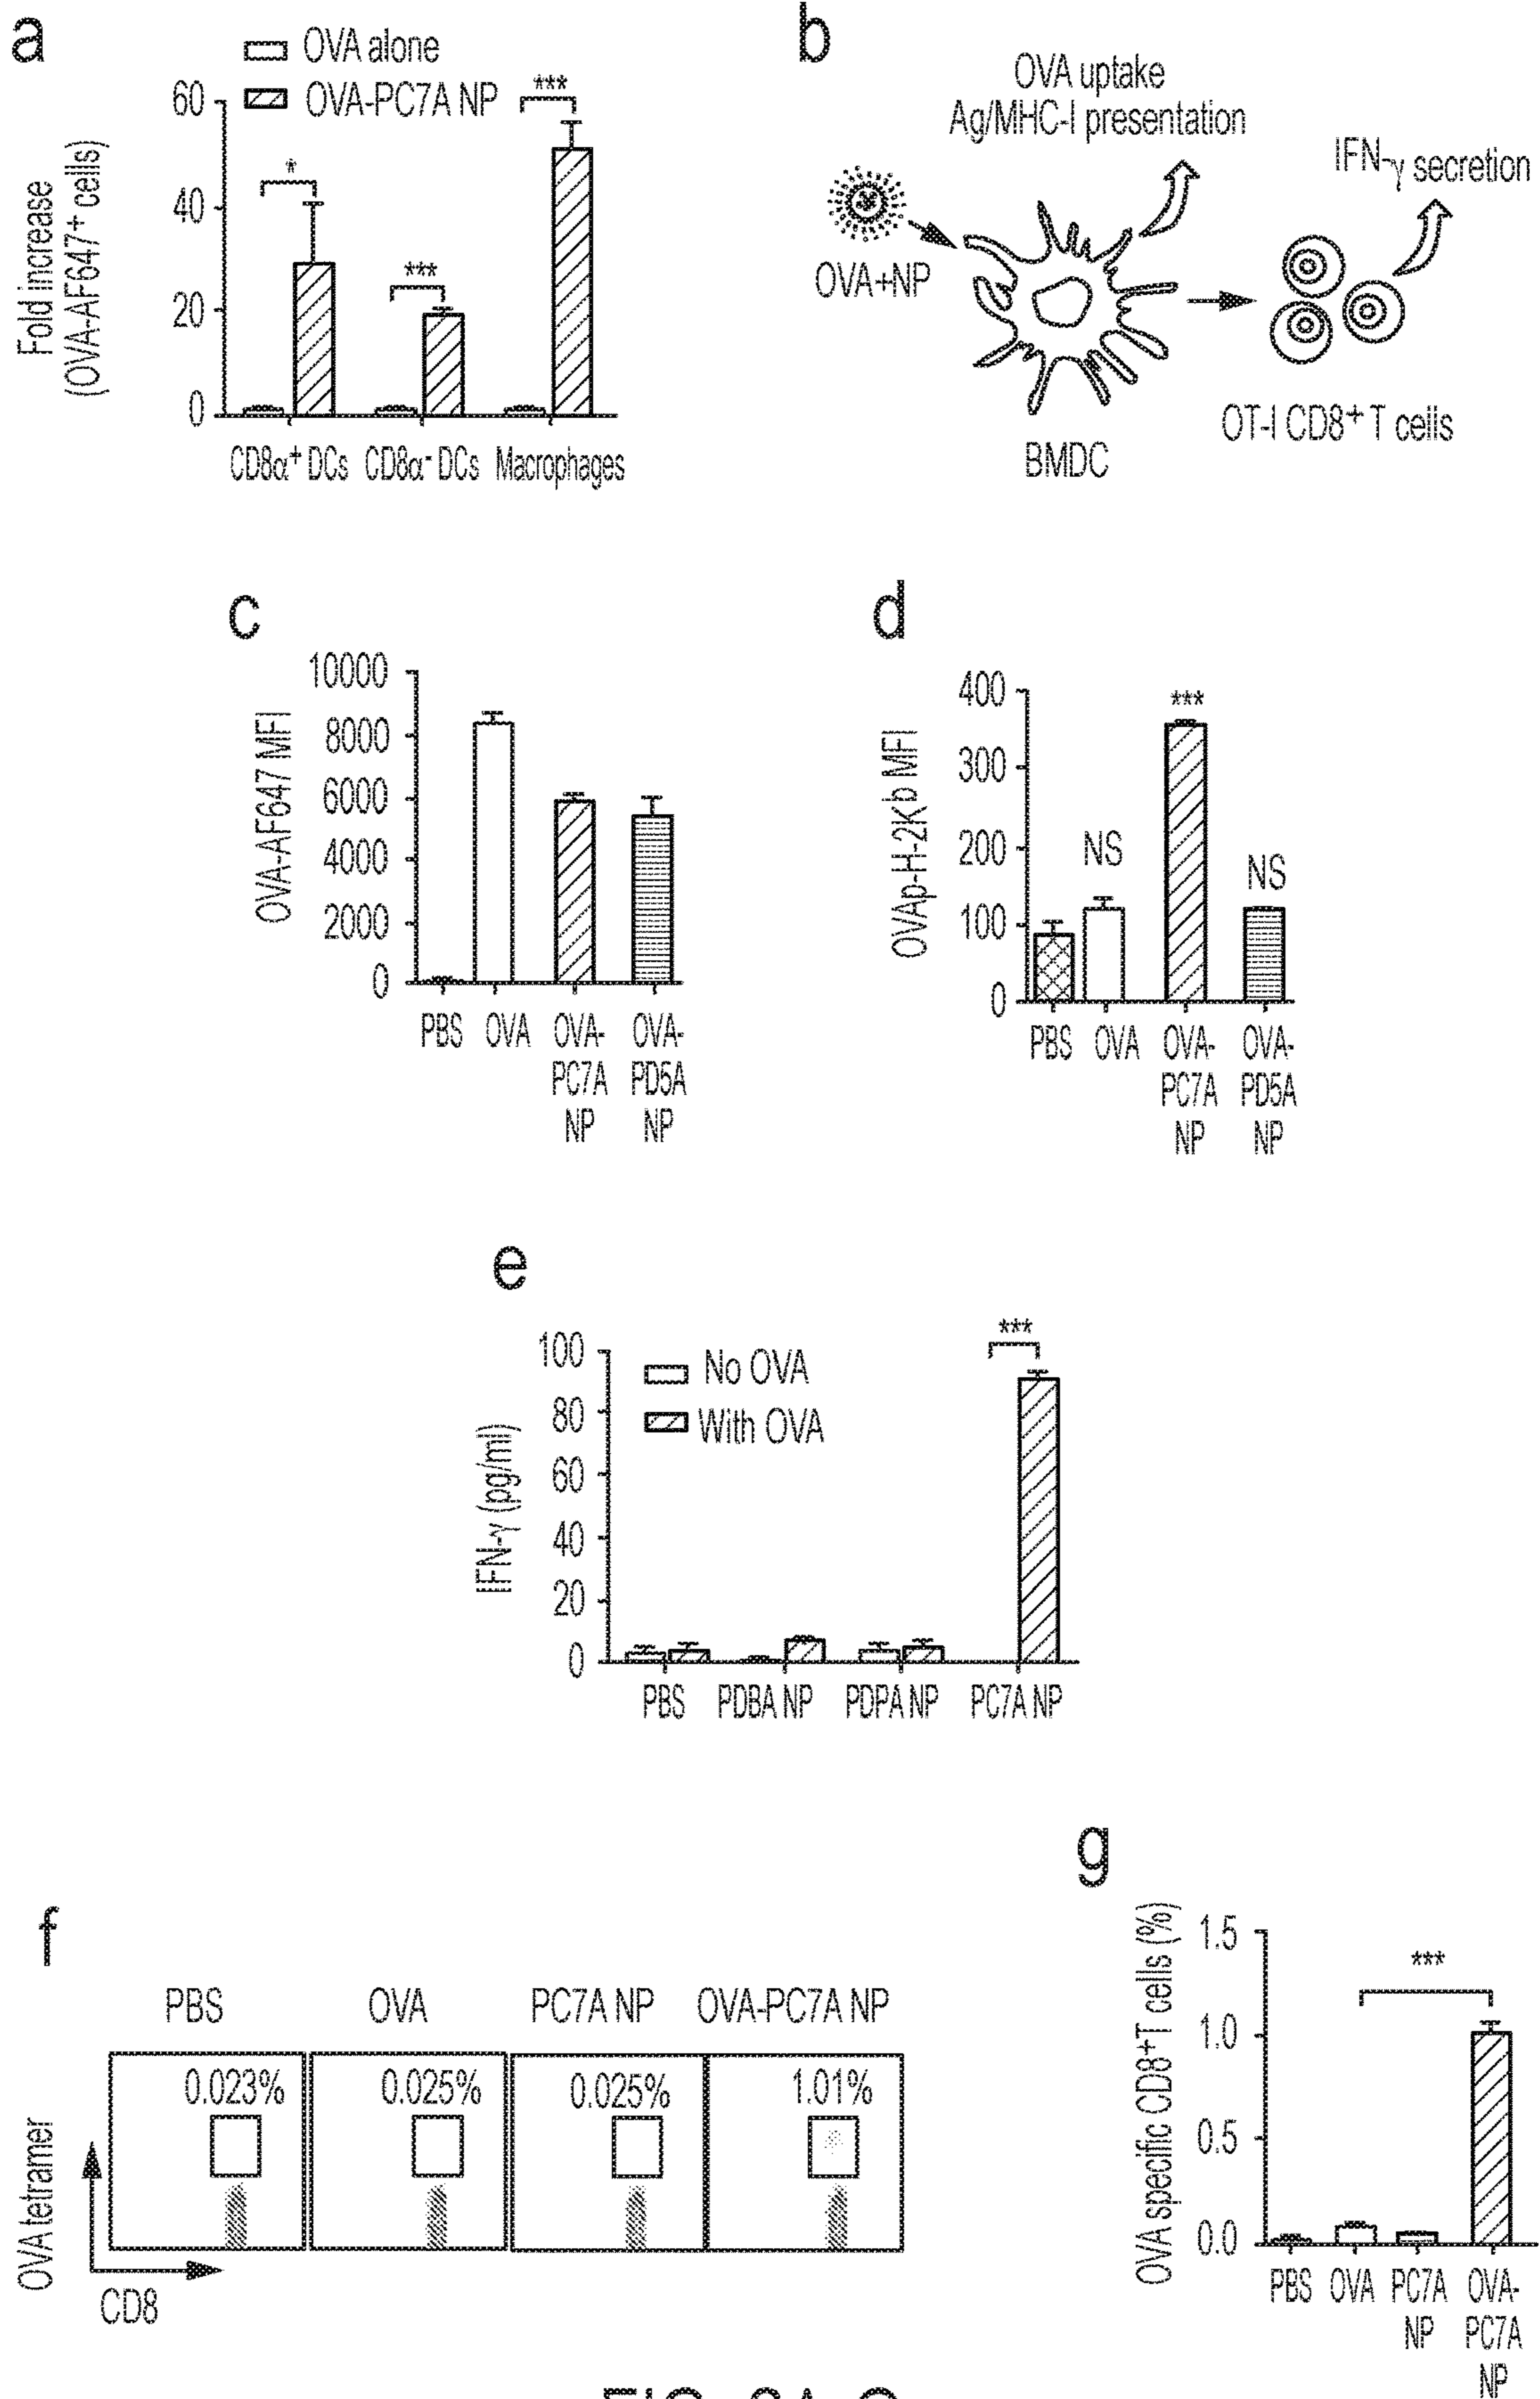 a
OVA alone
OVA-PC7A NP
60
40
20
0
Fold increase
(OVA-AF647⁺ cells)
*
***
***
CD8α⁺ DCs
CD8α⁻ DCs
Macrophages
b
OVA uptake
Ag/MHC-I presentation
IFN-γ secretion
OVA+NP
BMDC
OT-I CD8⁺ T cells
c
OVA-AF647 MFI
10000
8000
6000
4000
2000
0
PBS
OVA
OVA-
PC7A
NP
OVA-
PD5A
NP
d
OVAp-H-2Kᵇ MFI
400
300
200
100
0
NS
***
NS
PBS
OVA
OVA-
PC7A
NP
OVA-
PD5A
NP
e
IFN-γ (pg/ml)
100
80
60
40
20
0
No OVA
With OVA
***
PBS
PDBA NP
PDPA NP
PC7A NP
f
PBS
OVA
PC7A NP
OVA-PC7A NP
0.023%
0.025%
0.025%
1.01%
OVA tetramer
CD8
g
OVA specific CD8⁺T cells (%)
1.5
1.0
0.5
0.0
***
PBS
OVA
PC7A
NP
OVA-
PC7A
NP